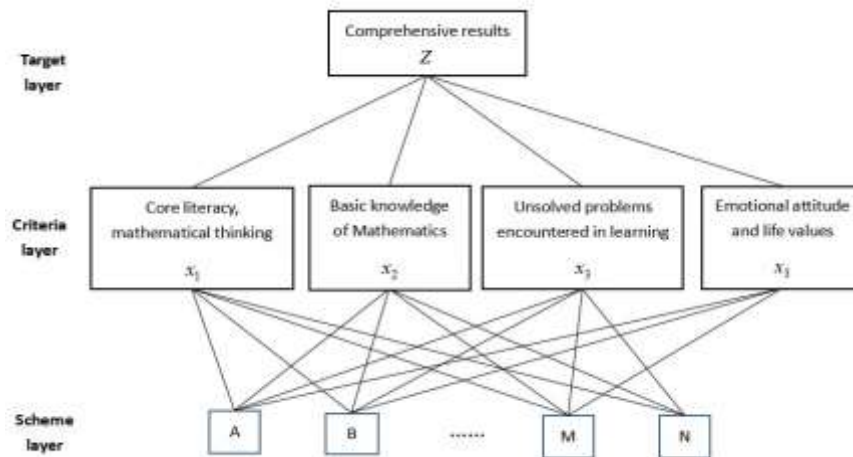 Comprehensive results
Z
Target
layer
Core literacy,
mathematical thinking
x₁
Basic knowledge
of Mathematics
x₂
Unsolved problems
encountered in learning
x₃
Emotional attitude
and life values
x₃
Criteria
layer
A
B
......
M
N
Scheme
layer